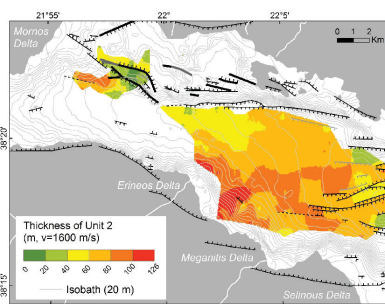 21°55'
22°
22°5'
Mornos
Delta
0 1 2
Km
38°20'
Erineos Delta
Thickness of Unit 2
(m, v=1600 m/s)
0 20 40 60 80 100 126
Isobath (20 m)
Meganitis Delta
38°15'
Selinous Delta